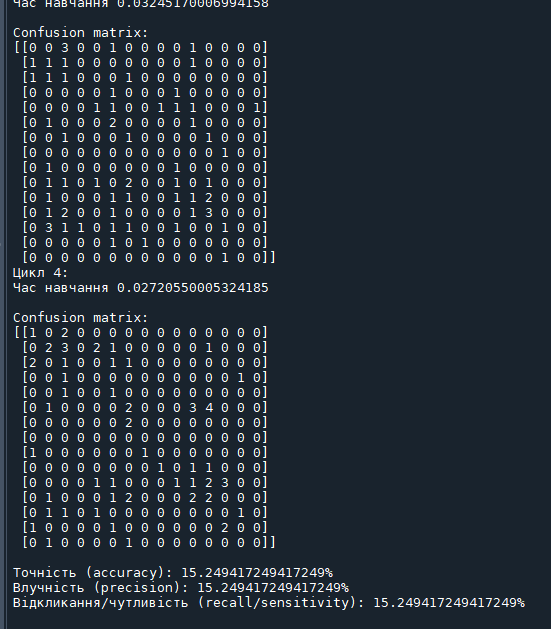 Час навчання 0.03245170006994158
Confusion matrix:
[[0 0 3 0 0 1 0 0 0 0 1 0 0 0 0]
[1 1 1 0 0 0 0 0 0 0 1 0 0 0 0]
[1 1 1 0 0 0 1 0 0 0 0 0 0 0 0]
[0 0 0 0 0 1 0 0 0 1 0 0 0 0 0]
[0 0 0 0 1 1 0 0 1 1 1 0 0 0 1]
[0 1 0 0 0 2 0 0 0 0 1 0 0 0 0]
[0 0 1 0 0 0 1 0 0 0 0 1 0 0 0]
[0 0 0 0 0 0 0 0 0 0 0 0 1 0 0]
[0 1 0 0 0 0 0 0 0 1 0 0 0 0 0]
[0 1 1 0 1 0 2 0 0 1 0 1 0 0 0]
[0 1 0 0 0 1 1 0 0 1 1 2 0 0 0]
[0 1 2 0 0 1 0 0 0 0 1 3 0 0 0]
[0 3 1 1 0 1 1 0 0 1 0 0 1 0 0]
[0 0 0 0 0 1 0 1 0 0 0 0 0 0 0]
[0 0 0 0 0 0 0 0 0 0 0 0 1 0 0]]
Цикл 4:
Час навчання 0.02720550005324185
Confusion matrix:
[[1 0 2 0 0 0 0 0 0 0 0 0 0 0 0]
[0 2 3 0 2 1 0 0 0 0 0 1 0 0 0]
[2 0 1 0 0 1 1 0 0 0 0 0 0 0 0]
[0 0 1 0 0 0 0 0 0 0 0 0 0 1 0]
[0 0 1 0 0 1 0 0 0 0 0 0 0 0 0]
[0 1 0 0 0 0 2 0 0 0 3 4 0 0 0]
[0 0 0 0 0 0 2 0 0 0 0 0 0 0 0]
[0 0 0 0 0 0 0 0 0 0 0 0 0 0 0]
[1 0 0 0 0 0 0 1 0 0 0 0 0 0 0]
[0 0 0 0 0 0 0 0 1 0 1 1 0 0 0]
[0 0 0 0 1 1 0 0 0 1 1 2 3 0 0]
[0 1 0 0 0 1 2 0 0 0 2 2 0 0 0]
[0 1 1 0 1 0 0 0 0 0 0 0 0 1 0]
[1 0 0 0 0 1 0 0 0 0 0 0 2 0 0]
[0 1 0 0 0 0 1 0 0 0 0 0 0 0 0]]
Точність (accuracy): 15.249417249417249%
Влучність (precision): 15.249417249417249%
Відкликання/чутливість (recall/sensitivity): 15.249417249417249%